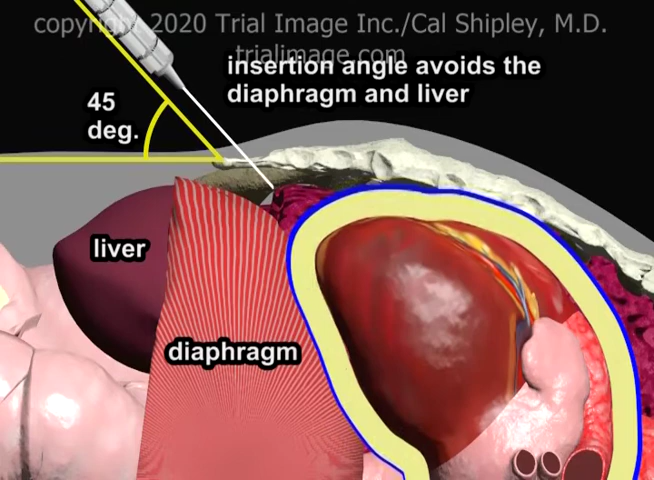 copyright 2020 Trial Image Inc./Cal Shipley, M.D.
trialimage.com
insertion angle avoids the
diaphragm and liver
45
deg.
liver
diaphragm